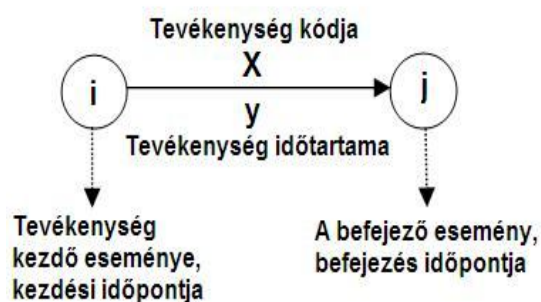 Tevékenység kódja
X
i
j
y
Tevékenység időtartama
Tevékenység
kezdő eseménye,
kezdési időpontja
A befejező esemény,
befejezés időpontja